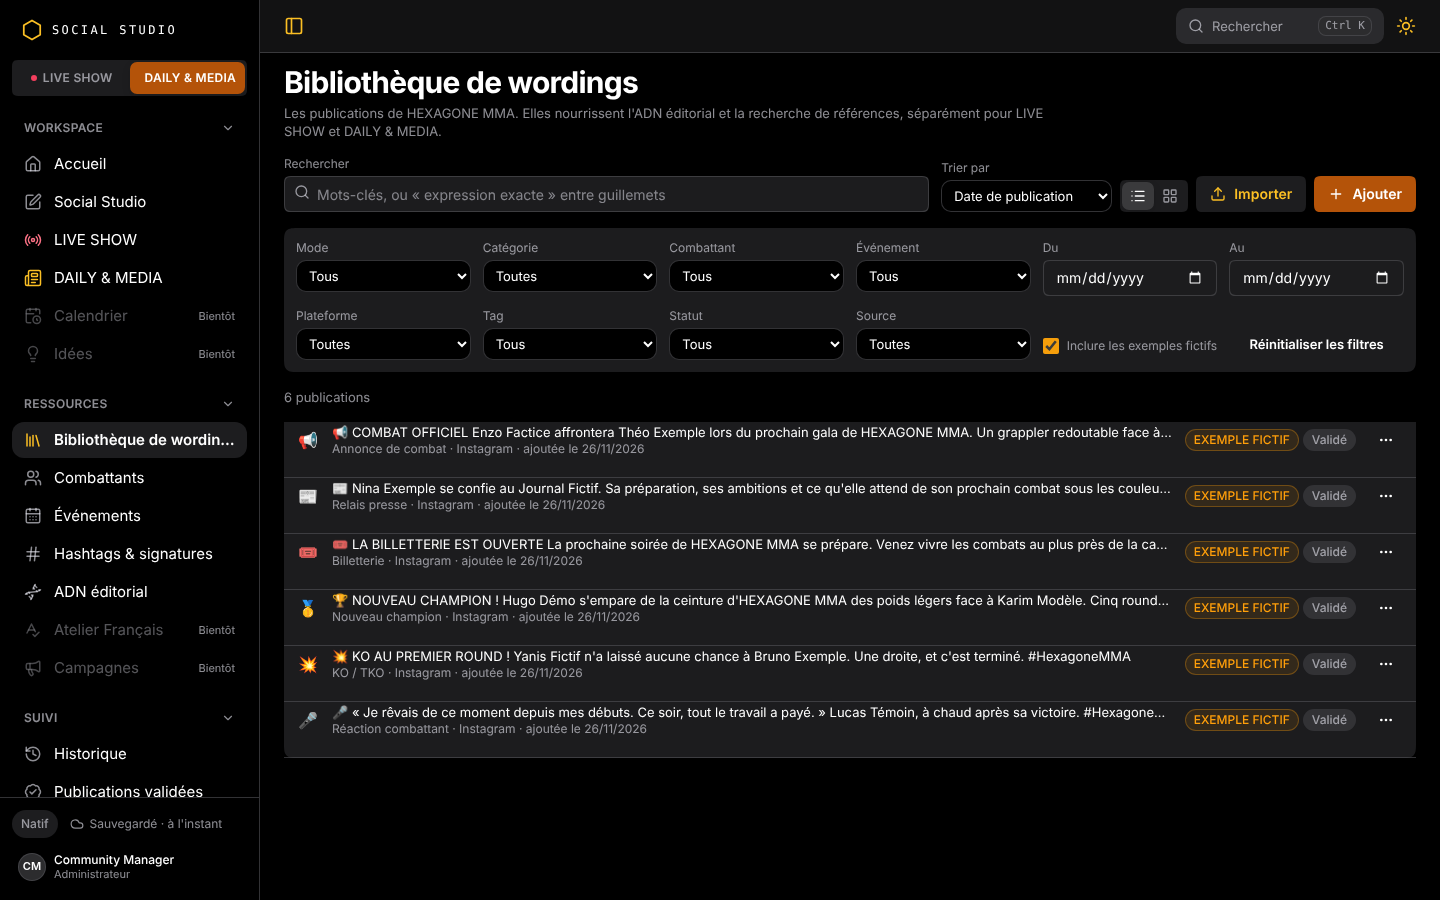 SOCIAL STUDIO
LIVE SHOW
DAILY & MEDIA
WORKSPACE
Accueil
Social Studio
LIVE SHOW
DAILY & MEDIA
Calendrier
Bientôt
Idées
Bientôt
RESSOURCES
Bibliothèque de wordin...
Combattants
Événements
Hashtags & signatures
ADN éditorial
Atelier Français
Bientôt
Campagnes
Bientôt
SUIVI
Historique
Publications validées
Natif
Sauvegardé · à l'instant
CM
Community Manager
Administrateur
Rechercher
Ctrl K
Bibliothèque de wordings
Les publications de HEXAGONE MMA. Elles nourrissent l'ADN éditorial et la recherche de références, séparément pour LIVE
SHOW et DAILY & MEDIA.
Rechercher
Mots-clés, ou « expression exacte » entre guillemets
Trier par
Date de publication
Importer
Ajouter
Mode
Tous
Catégorie
Toutes
Combattant
Tous
Événement
Tous
Du
mm/dd/yyyy
Au
mm/dd/yyyy
Plateforme
Toutes
Tag
Tous
Statut
Tous
Source
Toutes
Inclure les exemples fictifs
Réinitialiser les filtres
6 publications
📢 COMBAT OFFICIEL Enzo Factice affrontera Théo Exemple lors du prochain gala de HEXAGONE MMA. Un grappler redoutable face à...
Annonce de combat · Instagram · ajoutée le 26/11/2026
EXEMPLE FICTIF
Validé
📰 Nina Exemple se confie au Journal Fictif. Sa préparation, ses ambitions et ce qu'elle attend de son prochain combat sous les couleu...
Relais presse · Instagram · ajoutée le 26/11/2026
EXEMPLE FICTIF
Validé
🎟️ LA BILLETTERIE EST OUVERTE La prochaine soirée de HEXAGONE MMA se prépare. Venez vivre les combats au plus près de la ca...
Billetterie · Instagram · ajoutée le 26/11/2026
EXEMPLE FICTIF
Validé
🏆 NOUVEAU CHAMPION ! Hugo Démo s'empare de la ceinture d'HEXAGONE MMA des poids légers face à Karim Modèle. Cinq round...
Nouveau champion · Instagram · ajoutée le 26/11/2026
EXEMPLE FICTIF
Validé
💥 KO AU PREMIER ROUND ! Yanis Fictif n'a laissé aucune chance à Bruno Exemple. Une droite, et c'est terminé. #HexagoneMMA
KO / TKO · Instagram · ajoutée le 26/11/2026
EXEMPLE FICTIF
Validé
🎤 « Je rêvais de ce moment depuis mes débuts. Ce soir, tout le travail a payé. » Lucas Témoin, à chaud après sa victoire. #Hexagone...
Réaction combattant · Instagram · ajoutée le 26/11/2026
EXEMPLE FICTIF
Validé